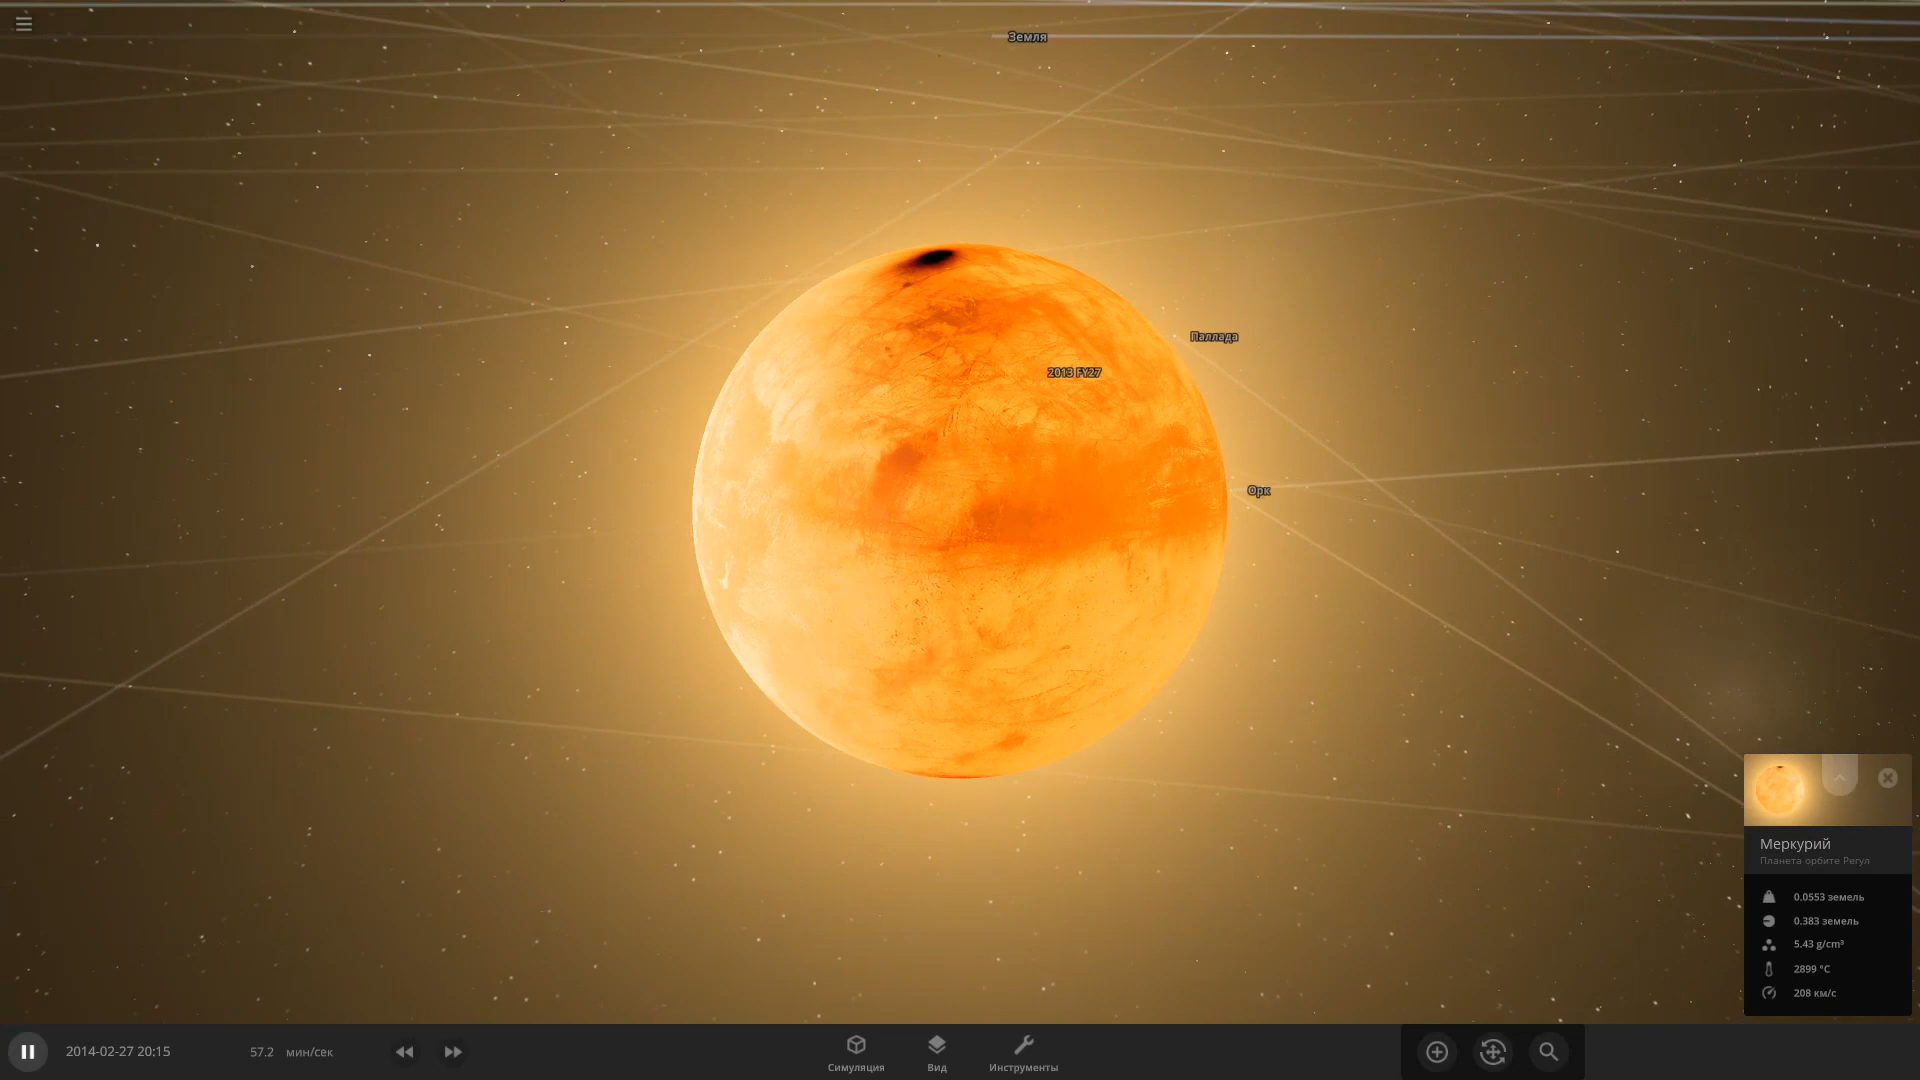 Земля
Паллада
2013 FY27
Орк
Меркурий
Планета орбите Регул
0.0553 земель
0.383 земель
5.43 g/cm³
2899 °C
208 км/с
2014-02-27 20:15
57.2 мин/сек
Симуляция
Вид
Инструменты